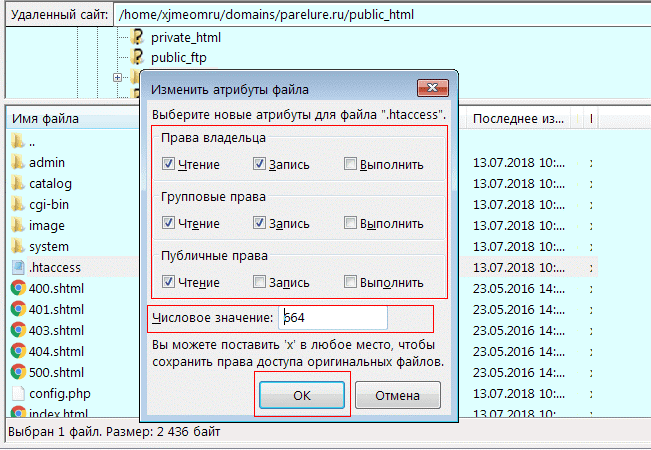 Удаленный сайт: /home/xjmeomru/domains/parelure.ru/public_html
private_html
public_ftp
Изменить атрибуты файла
Выберите новые атрибуты для файла ".htaccess".
Права владельца
Чтение Запись Выполнить
Групповые права
Чтение Запись Выполнить
Публичные права
Чтение Запись Выполнить
Числовое значение: 664
Вы можете поставить 'x' в любое место, чтобы
сохранить права доступа оригинальных файлов.
ОК Отмена
Имя файла Последнее из...
..
admin 13.07.2018 10:...
catalog 13.07.2018 10:...
cgi-bin 13.07.2018 10:...
image 13.07.2018 10:...
system 13.07.2018 10:...
.htaccess 13.07.2018 10:...
400.shtml 23.05.2016 14:...
401.shtml 23.05.2016 14:...
403.shtml 23.05.2016 14:...
404.shtml 23.05.2016 14:...
500.shtml 23.05.2016 14:...
config.php 13.07.2018 10:...
index.html 13.07.2018 10:...
Выбран 1 файл. Размер: 2 436 байт